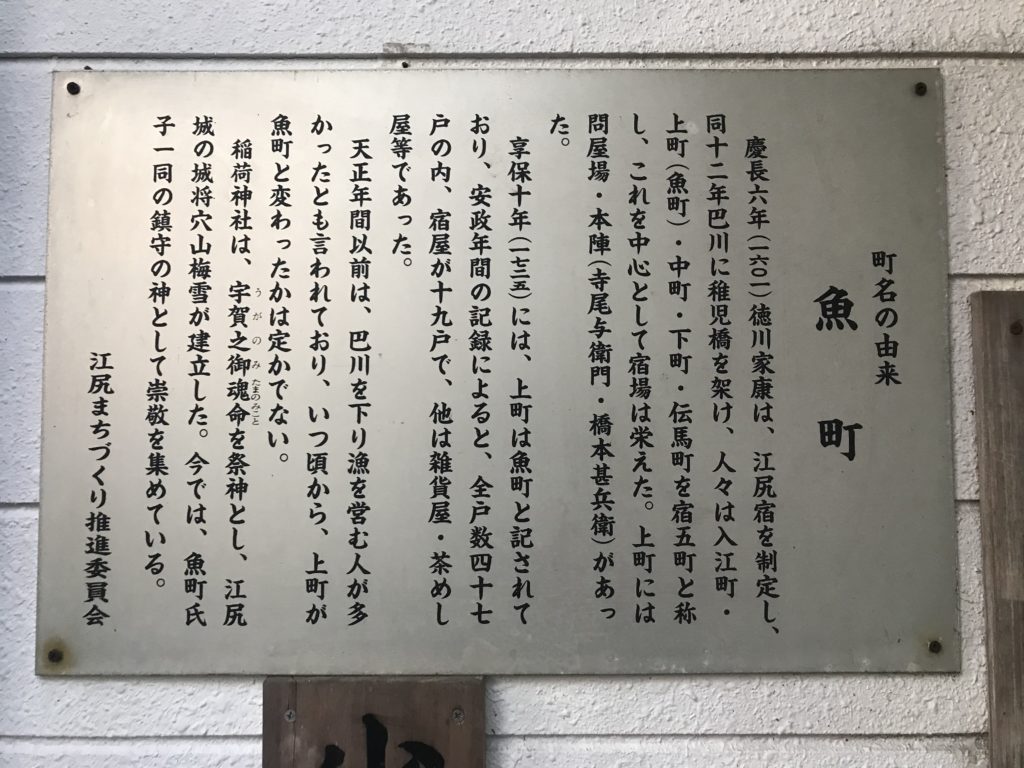 町名の由来
魚町
慶長六年(一六〇一)徳川家康は、江尻宿を制定し、
同十二年巴川に稚児橋を架け、人々は入江町・
上町(魚町)・中町・下町・伝馬町を宿五町と称
し、これを中心として宿場は栄えた。上町には
問屋場・本陣(寺尾与衛門・橋本甚兵衛)があっ
た。
享保十年(一七二五)には、上町は魚町と記されて
おり、安政年間の記録によると、全戸数四十七
戸の内、宿屋が十九戸で、他は雑貨屋・茶めし
屋等であった。
天正年間以前は、巴川を下り漁を営む人が多
かったとも言われており、いつ頃から、上町が
魚町と変わったかは定かでない。
稲荷神社は、宇賀之御魂命を祭神とし、江尻
うがのみたまのみこと
城の城将穴山梅雪が建立した。今では、魚町氏
子一同の鎮守の神として崇敬を集めている。
江尻まちづくり推進委員会